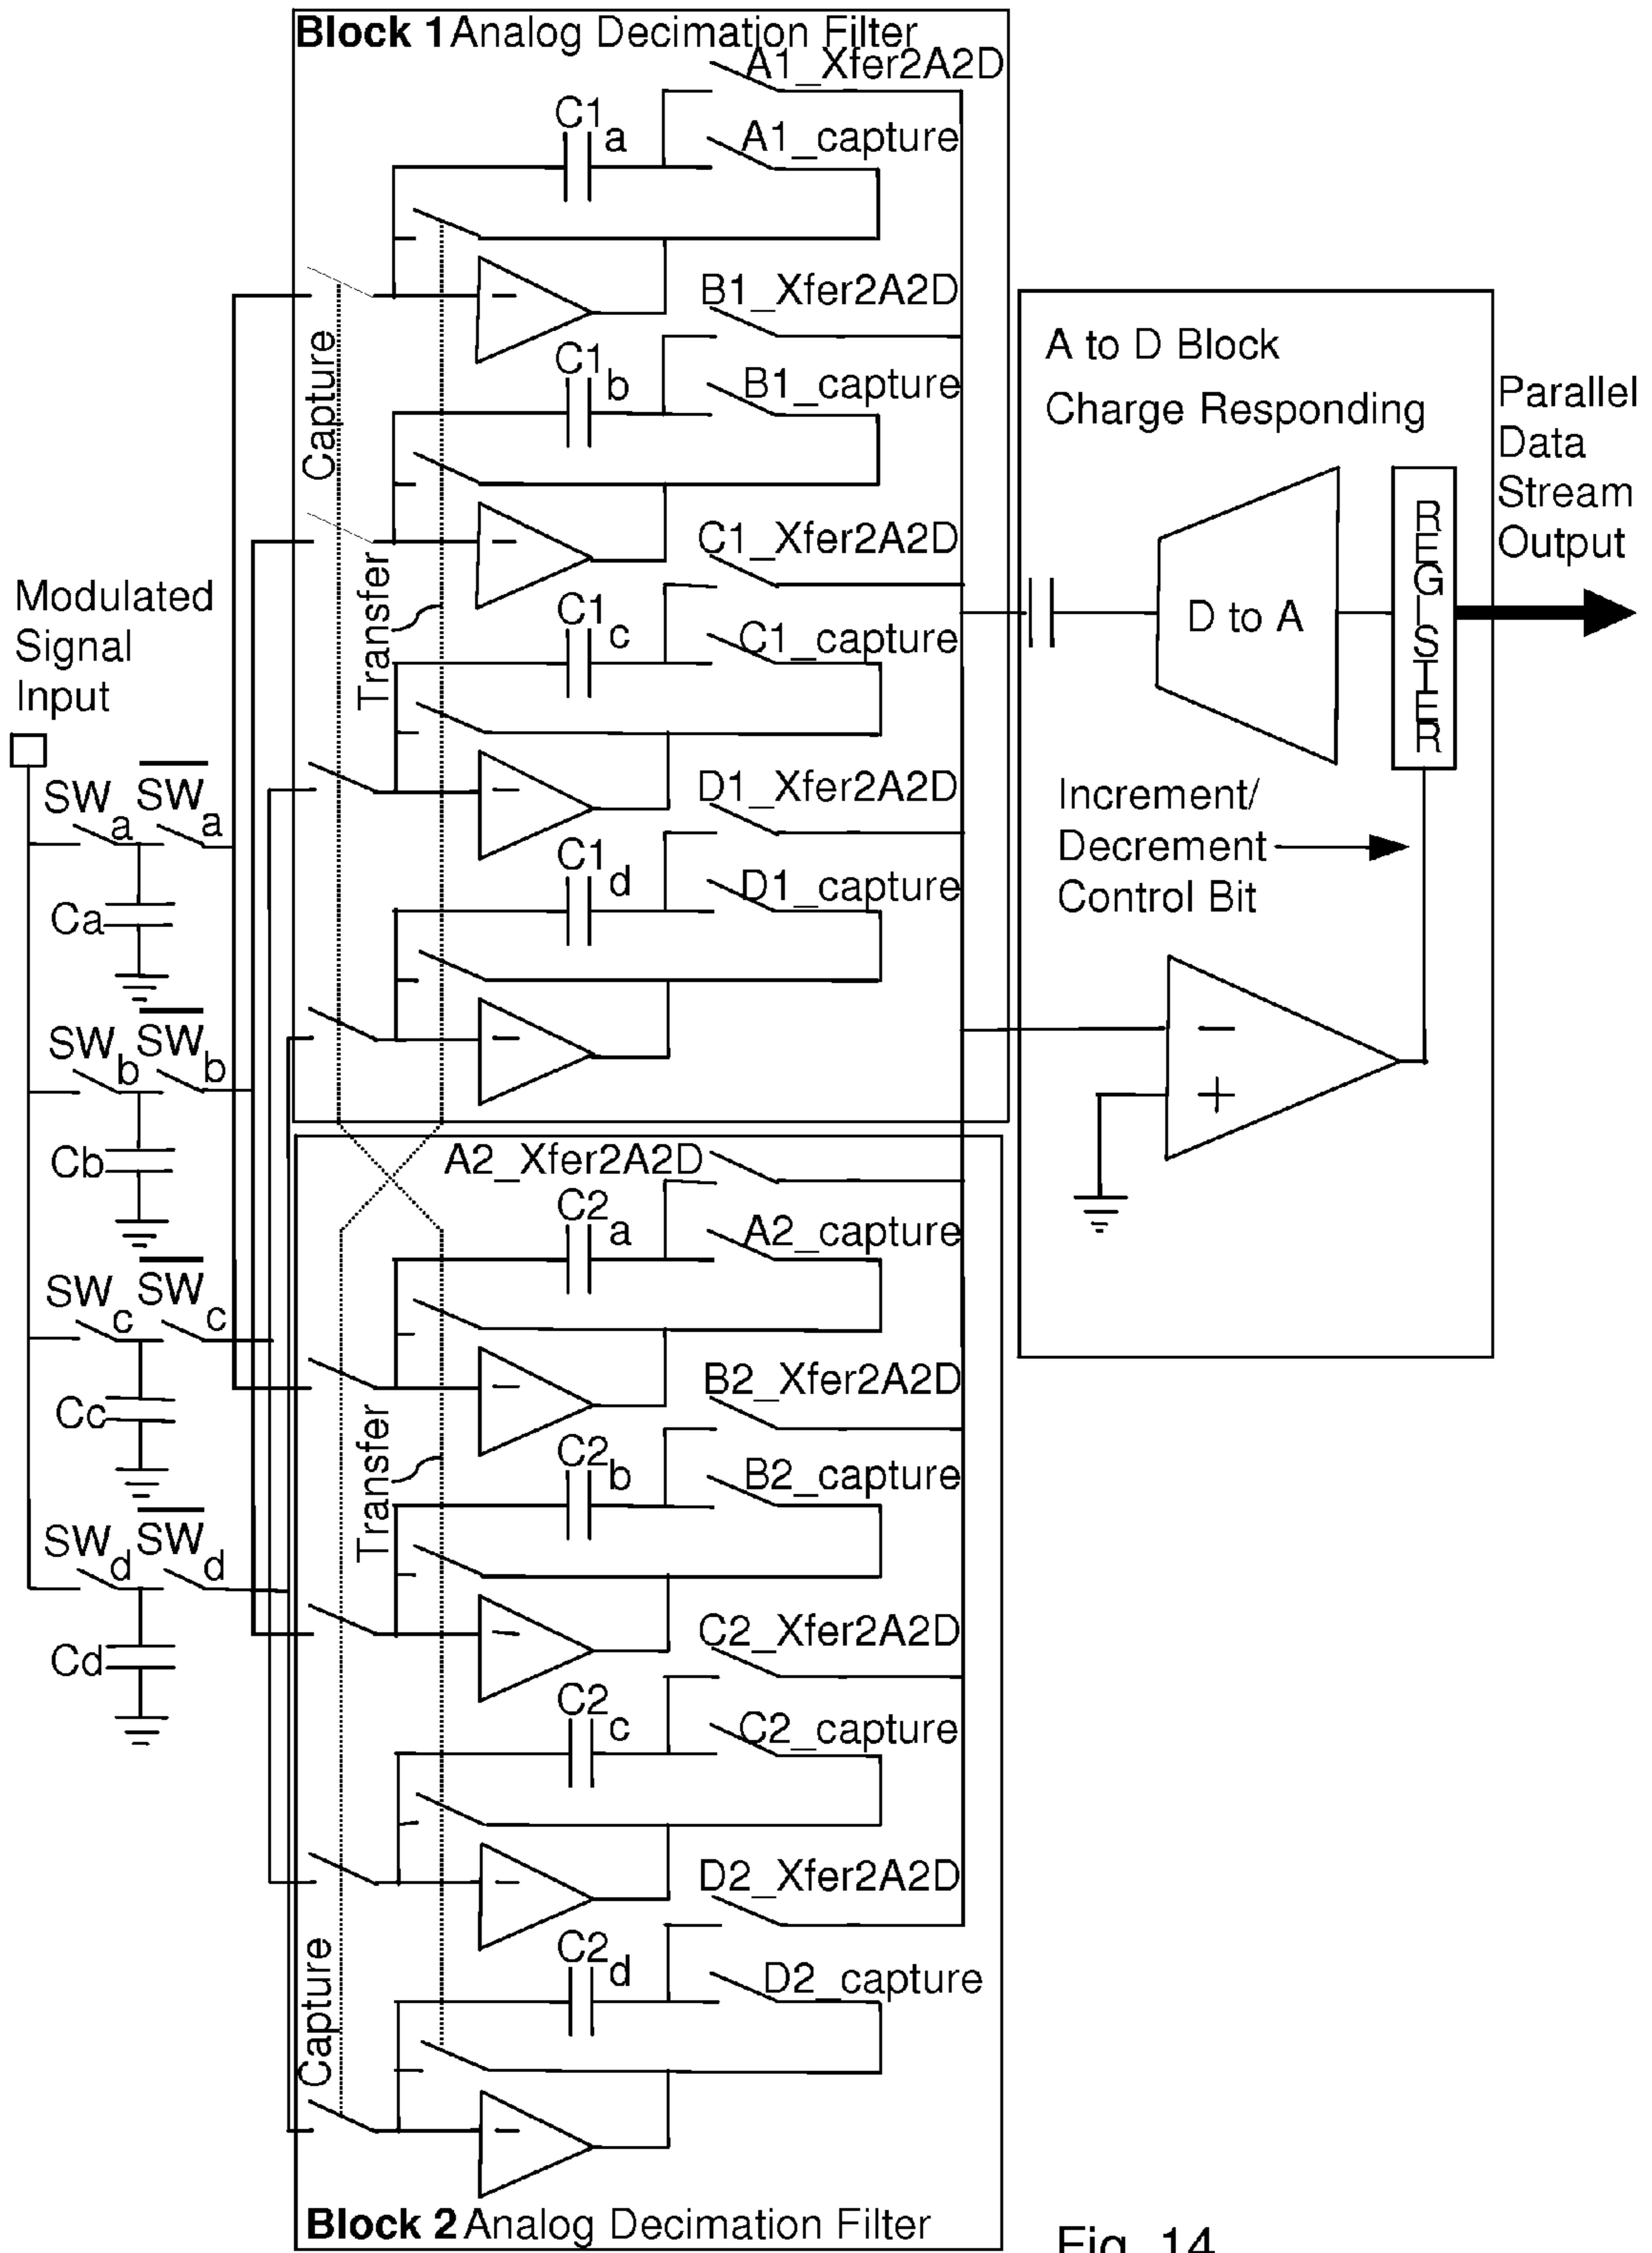 Block 1 Analog Decimation Filter
A1_Xfer2A2D
C1a
A1_capture
B1_Xfer2A2D
Capture
C1b
B1_capture
C1_Xfer2A2D
Transfer
C1c
C1_capture
D1_Xfer2A2D
C1d
D1_capture
Modulated
Signal
Input
SWa SWa
Ca
SWb SWb
Cb
SWc SWc
Cc
SWd SWd
Cd
A to D Block
Charge Responding
D to A
REGISTER
Parallel
Data
Stream
Output
Increment/
Decrement
Control Bit
A2_Xfer2A2D
C2a
A2_capture
B2_Xfer2A2D
Transfer
C2b
B2_capture
C2_Xfer2A2D
C2c
C2_capture
D2_Xfer2A2D
Capture
C2d
D2_capture
Block 2 Analog Decimation Filter
Fig. 14